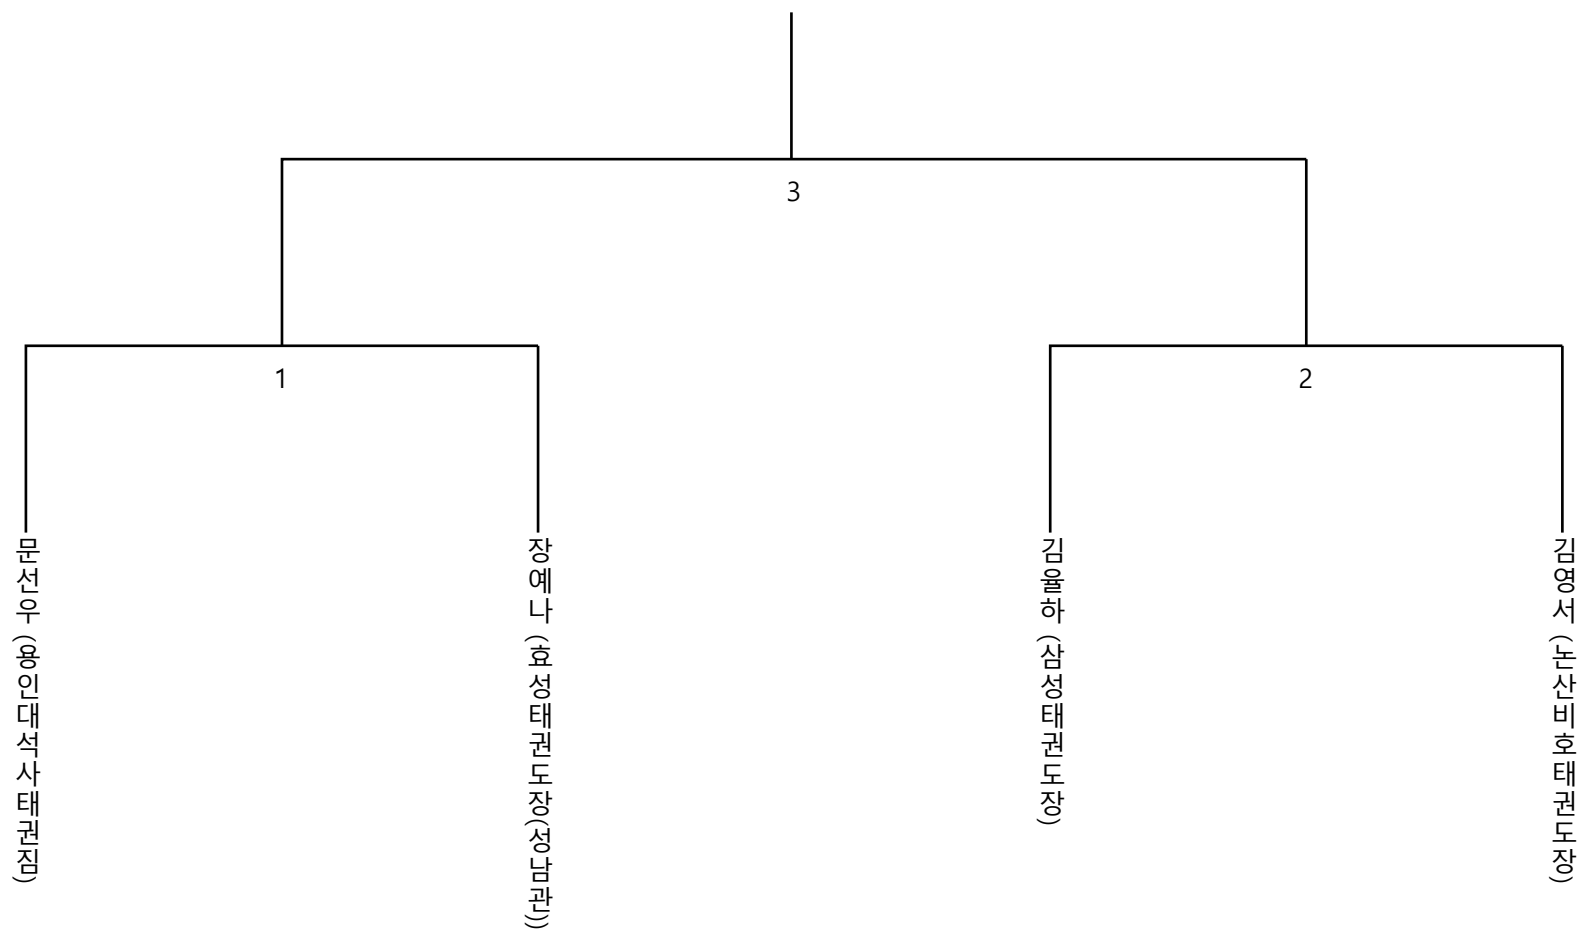 3
1
2
문선우 (용인대석사태권짐)
장예나 (효성태권도장(성남관))
김율하 (삼성태권도장)
김영서 (논산비호태권도장)